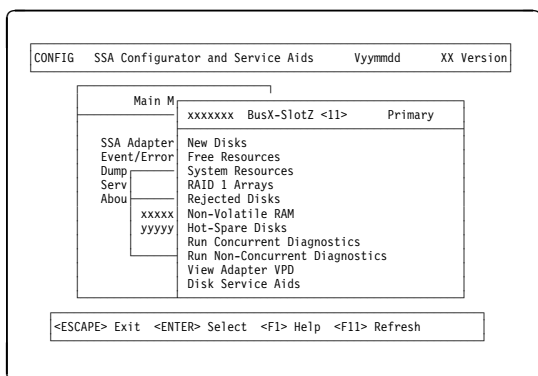 CONFIG SSA Configurator and Service Aids Vyymmdd XX Version
Main M
xxxxxxx BusX-SlotZ <11> Primary
SSA Adapter
Event/Error
Dump
Serv
Abou
xxxxx
yyyyy
New Disks
Free Resources
System Resources
RAID 1 Arrays
Rejected Disks
Non-Volatile RAM
Hot-Spare Disks
Run Concurrent Diagnostics
Run Non-Concurrent Diagnostics
View Adapter VPD
Disk Service Aids
<ESCAPE> Exit <ENTER> Select <F1> Help <F11> Refresh